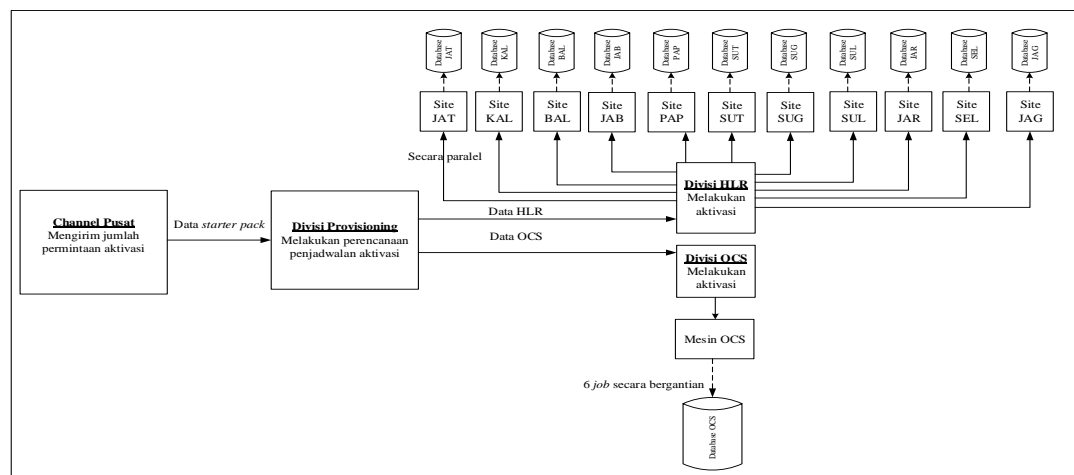 Database
JAT
Database
KAL
Database
BAL
Database
JAB
Database
PAP
Database
SUT
Database
SUG
Database
SUL
Database
JAR
Database
SEL
Database
JAG
Site
JAT
Site
KAL
Site
BAL
Site
JAB
Site
PAP
Site
SUT
Site
SUG
Site
SUL
Site
JAR
Site
SEL
Site
JAG
Secara paralel
Channel Pusat
Mengirim jumlah
permintaan aktivasi
Data starter pack
Divisi Provisioning
Melakukan perencanaan
penjadwalan aktivasi
Data HLR
Data OCS
Divisi HLR
Melakukan
aktivasi
Divisi OCS
Melakukan
aktivasi
Mesin OCS
6 job secara bergantian
Database OCS